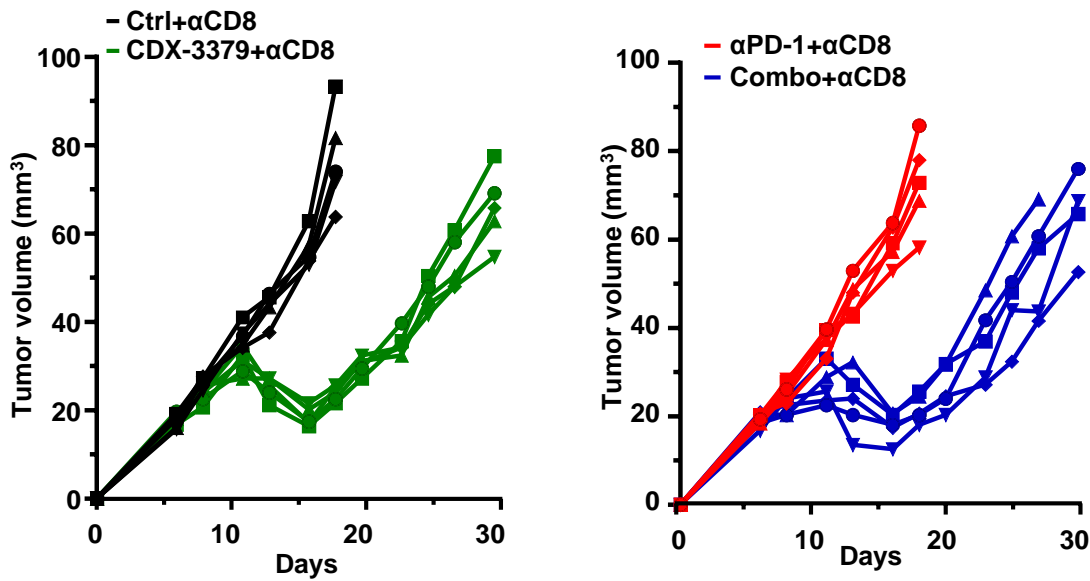 Ctrl+αCD8
CDX-3379+αCD8
100
80
60
40
20
0
0 10 20 30
Days
Tumor volume (mm³)
αPD-1+αCD8
Combo+αCD8
100
80
60
40
20
0
0 10 20 30
Days
Tumor volume (mm³)